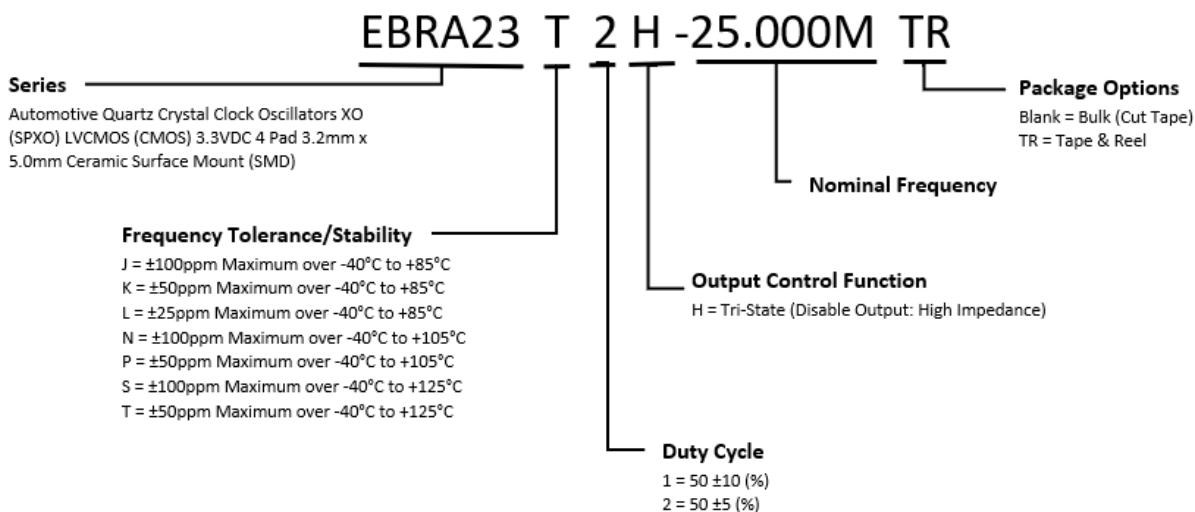 EBRA23 T 2 H -25.000M TR
Series
Automotive Quartz Crystal Clock Oscillators XO
(SPXO) LVCMOS (CMOS) 3.3VDC 4 Pad 3.2mm x
5.0mm Ceramic Surface Mount (SMD)
Package Options
Blank = Bulk (Cut Tape)
TR = Tape & Reel
Nominal Frequency
Frequency Tolerance/Stability
J = ±100ppm Maximum over -40°C to +85°C
K = ±50ppm Maximum over -40°C to +85°C
L = ±25ppm Maximum over -40°C to +85°C
N = ±100ppm Maximum over -40°C to +105°C
P = ±50ppm Maximum over -40°C to +105°C
S = ±100ppm Maximum over -40°C to +125°C
T = ±50ppm Maximum over -40°C to +125°C
Output Control Function
H = Tri-State (Disable Output: High Impedance)
Duty Cycle
1 = 50 ±10 (%)
2 = 50 ±5 (%)